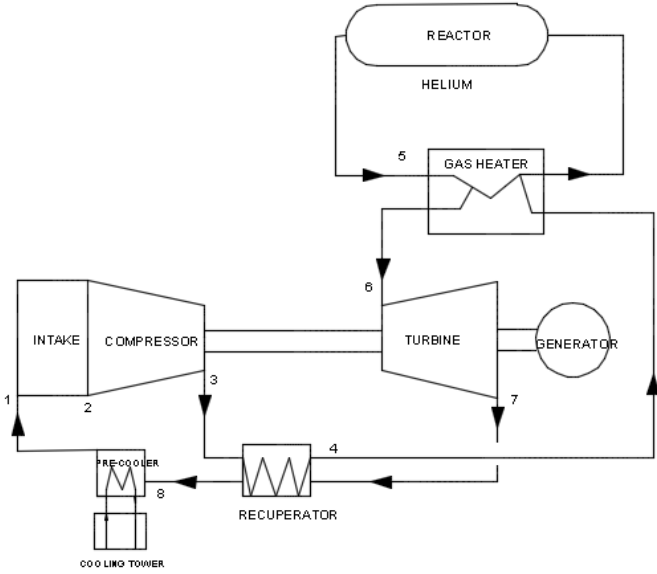 REACTOR
HELIUM
5
GAS HEATER
6
INTAKE
COMPRESSOR
TURBINE
GENERATOR
1
2
3
7
4
PRE-COOLER
8
RECUPERATOR
COOLING TOWER